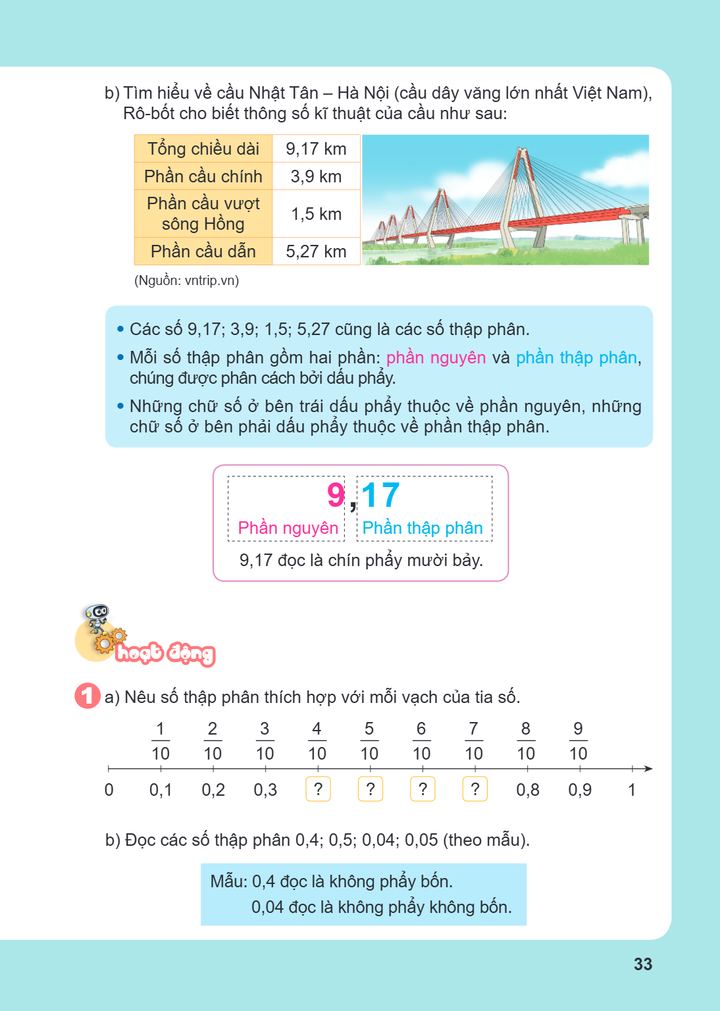 b) Tìm hiểu về cầu Nhật Tân – Hà Nội (cầu dây văng lớn nhất Việt Nam),
Rô-bốt cho biết thông số kĩ thuật của cầu như sau:
Tổng chiều dài 9,17 km
Phần cầu chính 3,9 km
Phần cầu vượt
sông Hồng 1,5 km
Phần cầu dẫn 5,27 km
(Nguồn: vntrip.vn)
• Các số 9,17; 3,9; 1,5; 5,27 cũng là các số thập phân.
• Mỗi số thập phân gồm hai phần: phần nguyên và phần thập phân,
chúng được phân cách bởi dấu phẩy.
• Những chữ số ở bên trái dấu phẩy thuộc về phần nguyên, những
chữ số ở bên phải dấu phẩy thuộc về phần thập phân.
9,17
Phần nguyên Phần thập phân
9,17 đọc là chín phẩy mười bảy.
hoạt động
1 a) Nêu số thập phân thích hợp với mỗi vạch của tia số.
1 2 3 4 5 6 7 8 9
10 10 10 10 10 10 10 10 10
0 0,1 0,2 0,3 ? ? ? ? 0,8 0,9 1
b) Đọc các số thập phân 0,4; 0,5; 0,04; 0,05 (theo mẫu).
Mẫu: 0,4 đọc là không phẩy bốn.
0,04 đọc là không phẩy không bốn.
33